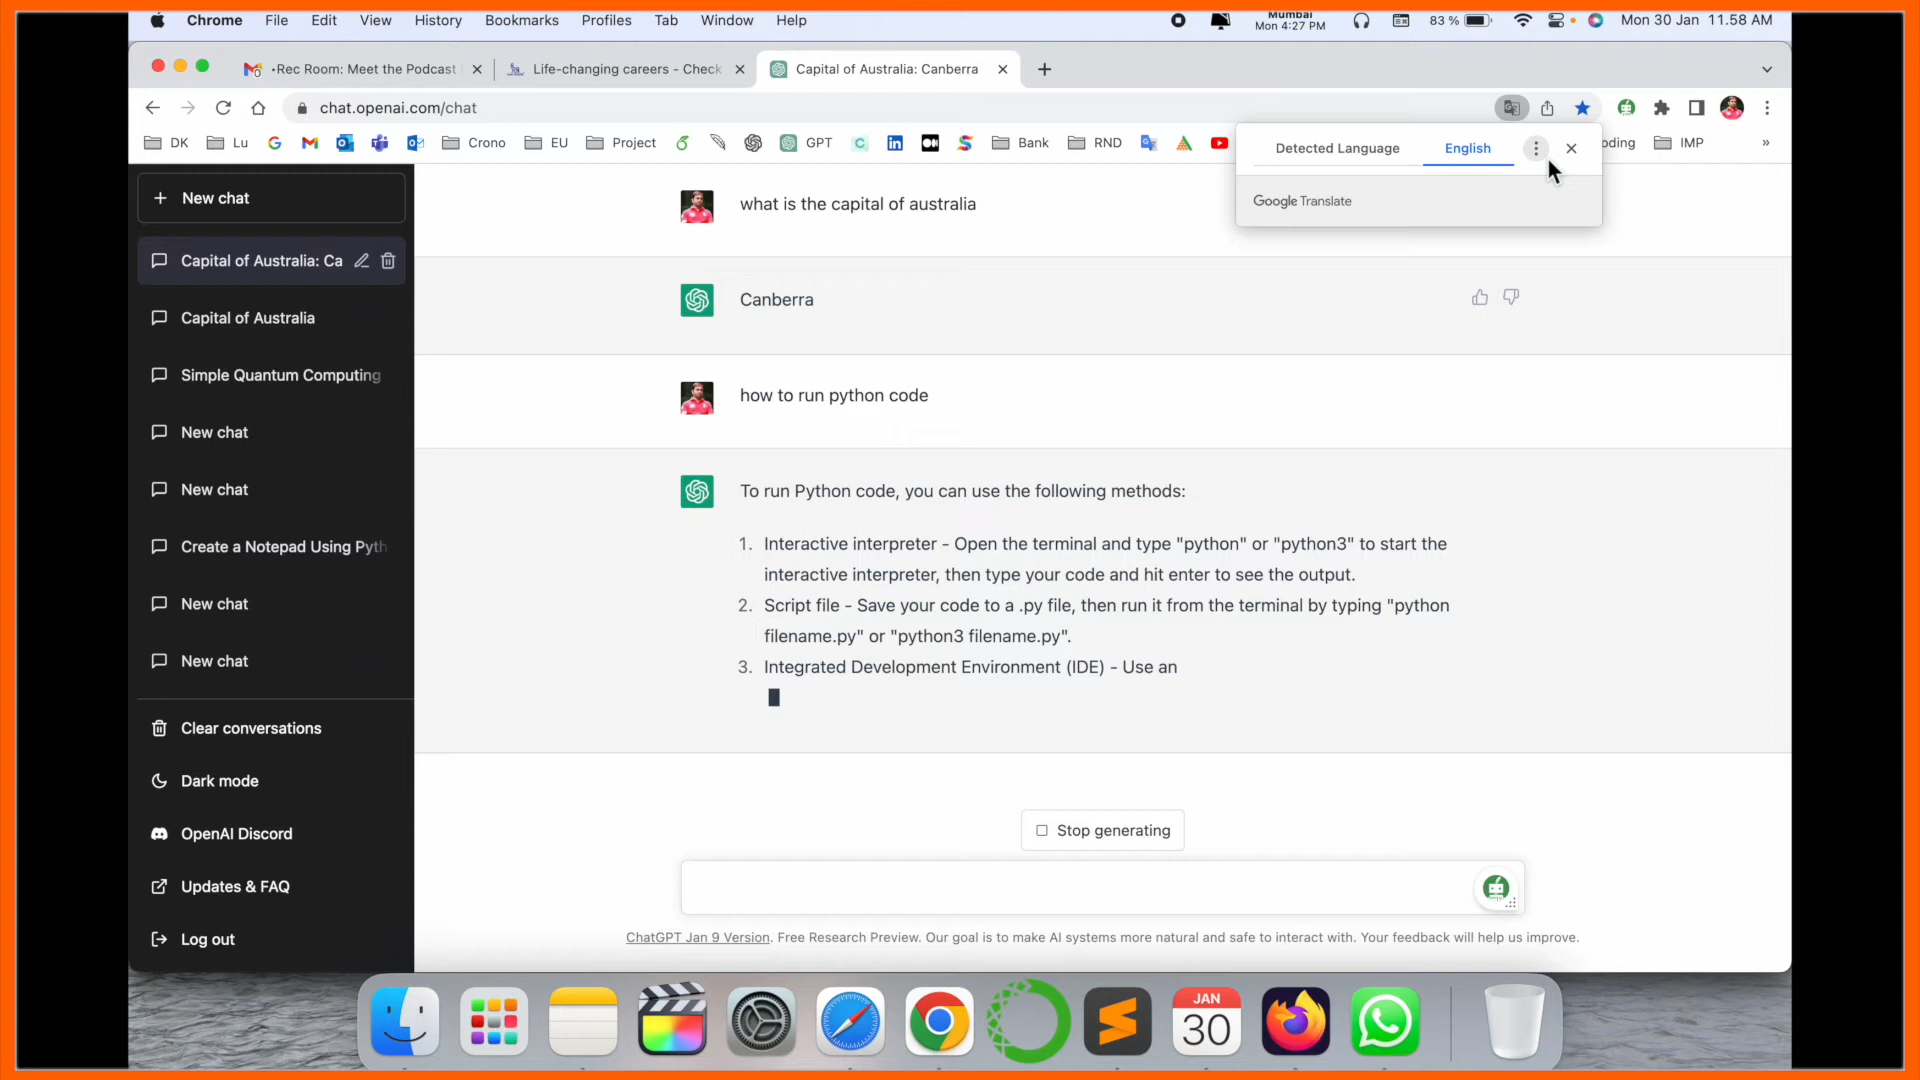 Chrome File Edit View History Bookmarks Profiles Tab Window Help
Mumbai
Mon 4:27 PM
83 %
Mon 30 Jan 11.58 AM
•Rec Room: Meet the Podcast
Life-changing careers - Check
Capital of Australia: Canberra
chat.openai.com/chat
DK
Lu
Crono
EU
Project
GPT
Bank
RND
oding
IMP
»
Detected Language
English
Google Translate
New chat
Capital of Australia: Ca
Capital of Australia
Simple Quantum Computing
New chat
New chat
Create a Notepad Using Pyth
New chat
New chat
Clear conversations
Dark mode
OpenAI Discord
Updates & FAQ
Log out
what is the capital of australia
Canberra
how to run python code
To run Python code, you can use the following methods:
1. Interactive interpreter - Open the terminal and type "python" or "python3" to start the
interactive interpreter, then type your code and hit enter to see the output.
2. Script file - Save your code to a .py file, then run it from the terminal by typing "python
filename.py" or "python3 filename.py".
3. Integrated Development Environment (IDE) - Use an
Stop generating
ChatGPT Jan 9 Version. Free Research Preview. Our goal is to make AI systems more natural and safe to interact with. Your feedback will help us improve.
JAN
30